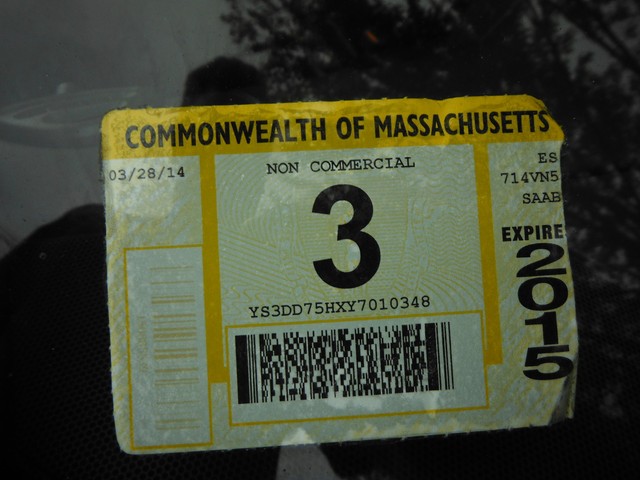 COMMONWEALTH OF MASSACHUSETTS
03/28/14
NON COMMERCIAL
3
YS3DD75HXY7010348
ES
714VN5
SAAB
EXPIRE
2015